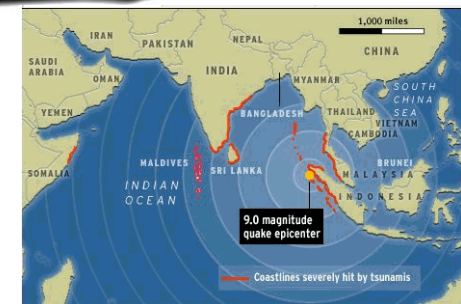 1,000 miles
IRAN
PAKISTAN
NEPAL
CHINA
SAUDI
ARABIA
OMAN
INDIA
MYANMAR
SOUTH
CHINA
SEA
YEMEN
BANGLADESH
THAILAND
VIETNAM
CAMBODIA
MALDIVES
SRI LANKA
BRUNEI
SOMALIA
MALAYSIA
INDIAN
OCEAN
INDONESIA
9.0 magnitude
quake epicenter
Coastlines severely hit by tsunamis